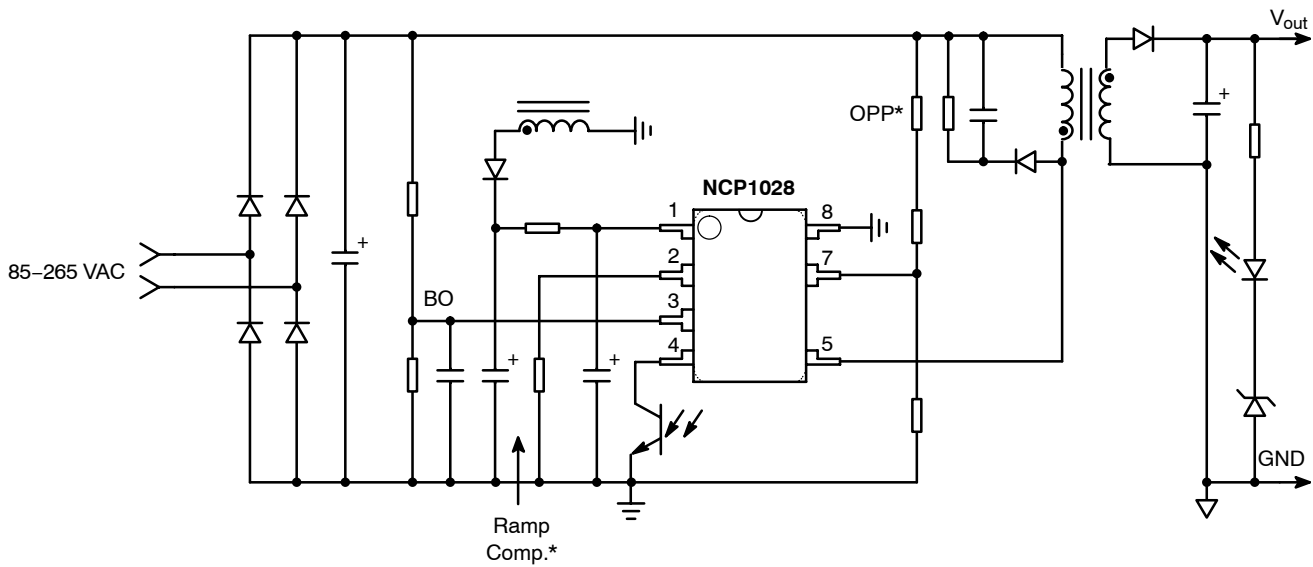 Vout
+
OPP*
+
NCP1028
1
8
+
85–265 VAC
2
7
BO
3
4
5
+
+
GND
Ramp
Comp.*